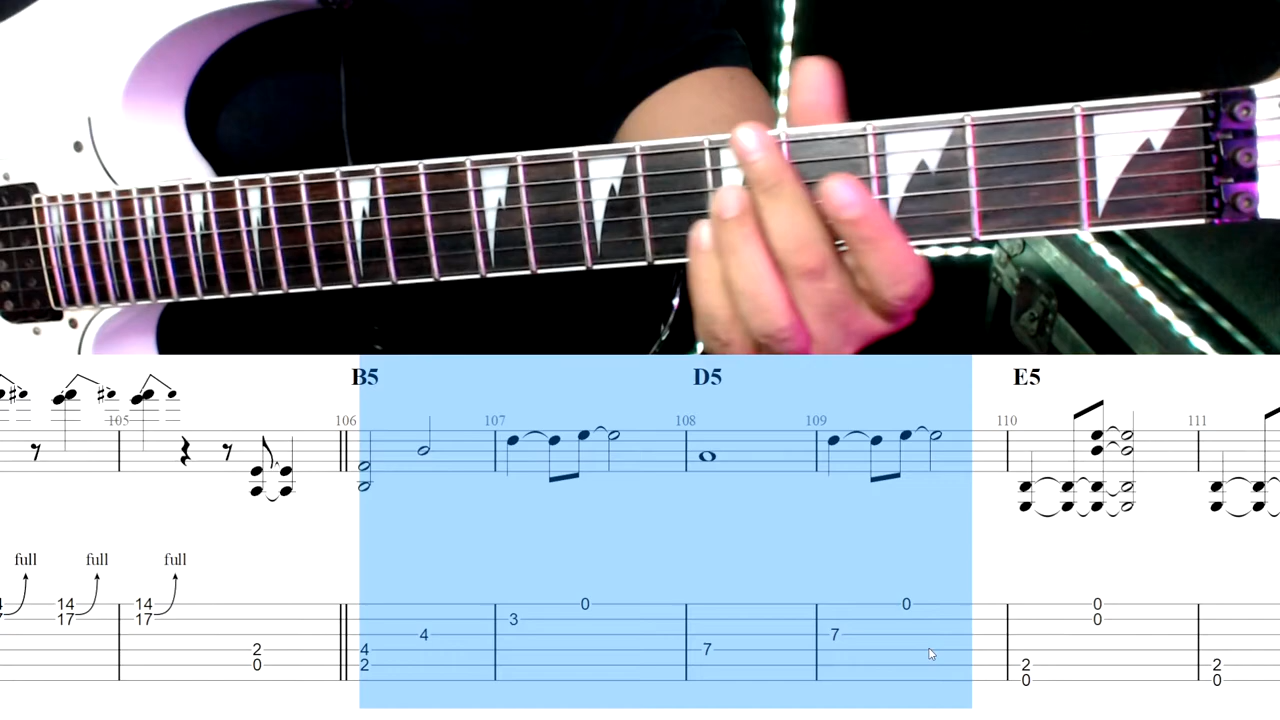 B5 D5 E5
105 106 107 108 109 110 111
full full full
14 14 0 0 0
17 17 3 0
4 7
2 4 7
0 2 2 2
0 0